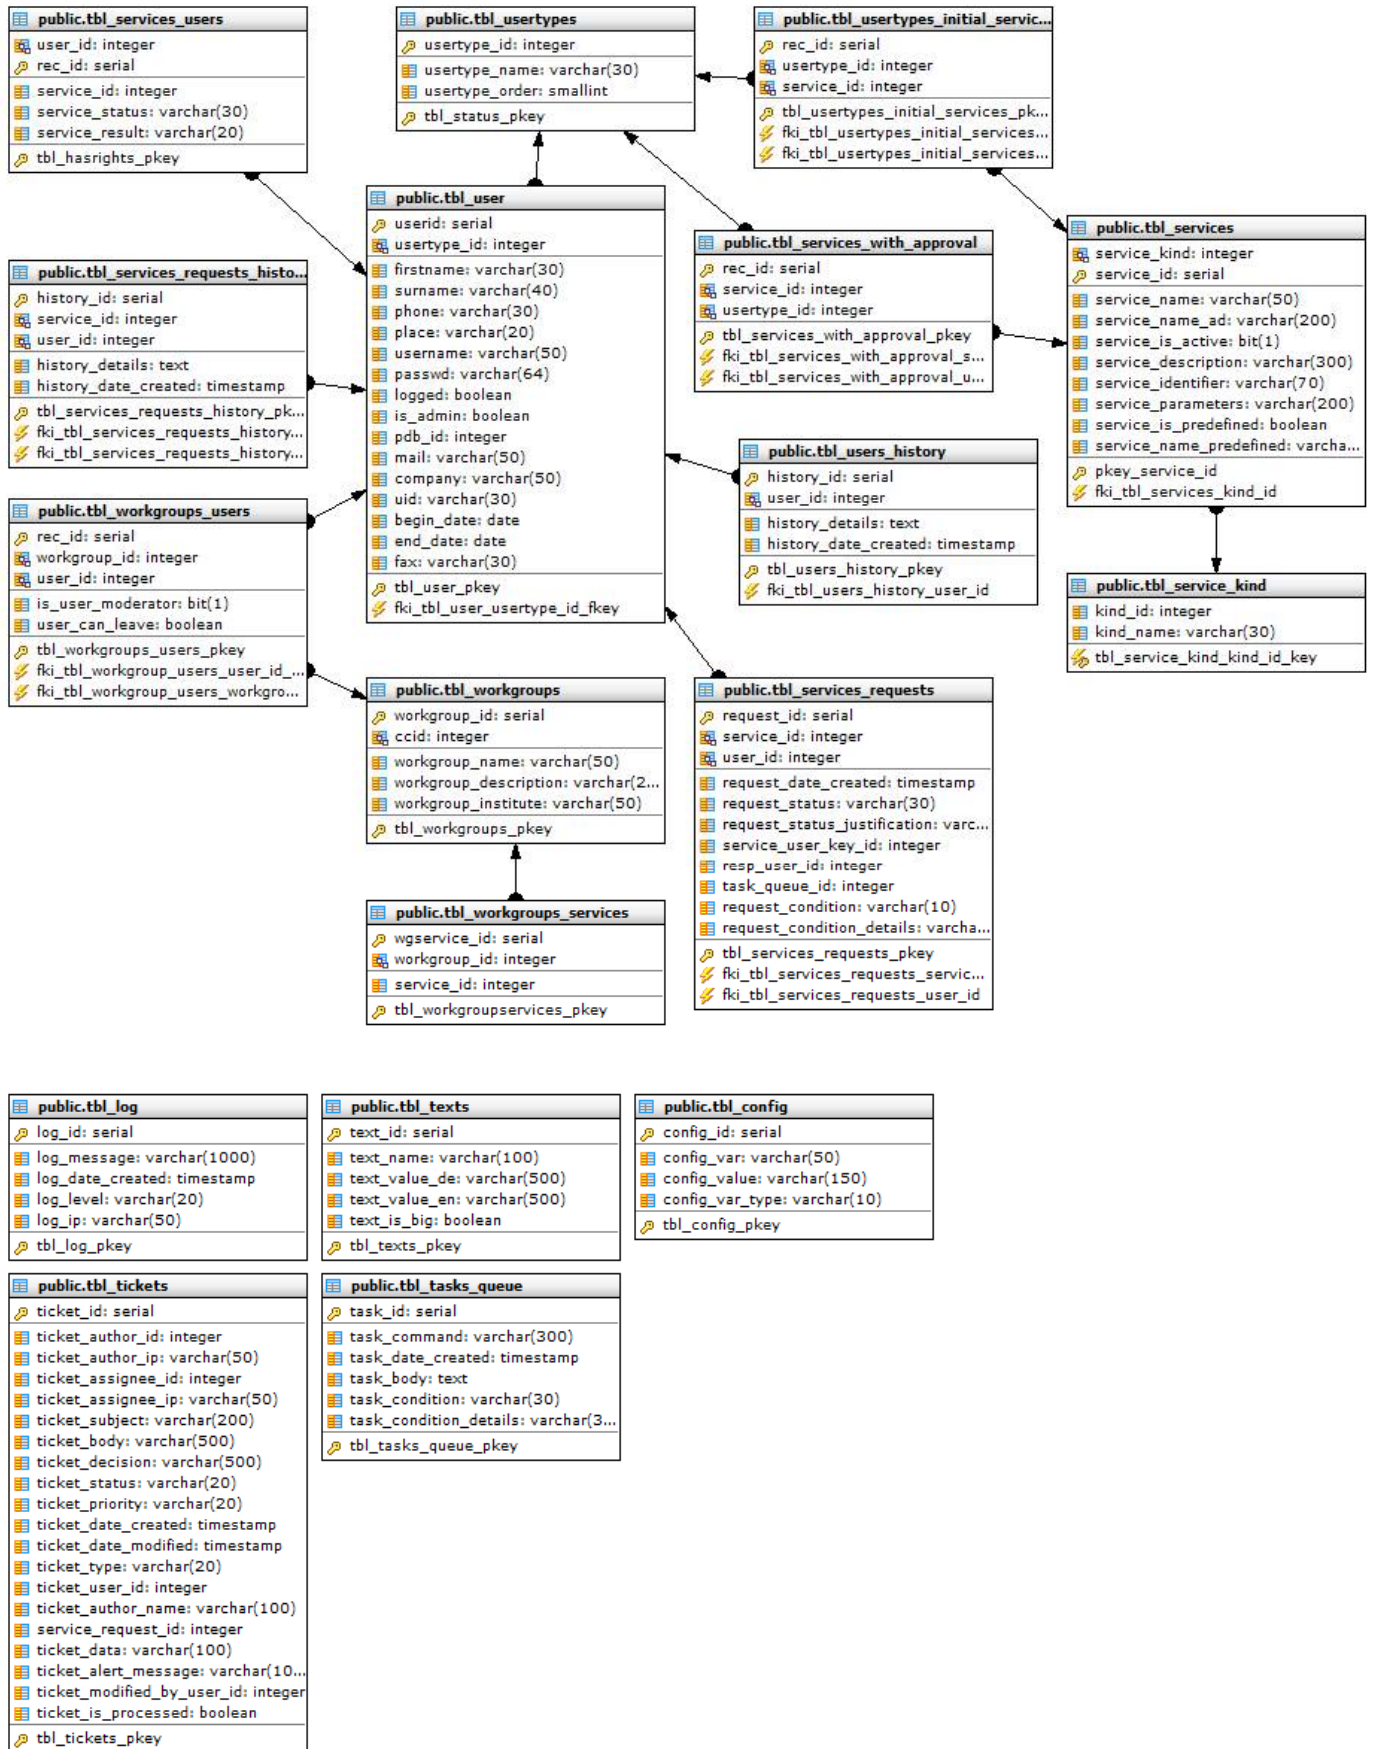 public.tbl_services_users
user_id: integer
rec_id: serial
service_id: integer
service_status: varchar(30)
service_result: varchar(20)
tbl_hasrights_pkey
public.tbl_usertypes
usertype_id: integer
usertype_name: varchar(30)
usertype_order: smallint
tbl_status_pkey
public.tbl_usertypes_initial_servic...
rec_id: serial
usertype_id: integer
service_id: integer
tbl_usertypes_initial_services_pk...
fki_tbl_usertypes_initial_services...
fki_tbl_usertypes_initial_services...
public.tbl_user
userid: serial
usertype_id: integer
firstname: varchar(30)
surname: varchar(40)
phone: varchar(30)
place: varchar(20)
username: varchar(50)
passwd: varchar(64)
logged: boolean
is_admin: boolean
pdb_id: integer
mail: varchar(50)
company: varchar(50)
uid: varchar(30)
begin_date: date
end_date: date
fax: varchar(30)
tbl_user_pkey
fki_tbl_user_usertype_id_fkey
public.tbl_services_with_approval
rec_id: serial
service_id: integer
usertype_id: integer
tbl_services_with_approval_pkey
fki_tbl_services_with_approval_s...
fki_tbl_services_with_approval_u...
public.tbl_services
service_kind: integer
service_id: serial
service_name: varchar(50)
service_name_ad: varchar(200)
service_is_active: bit(1)
service_description: varchar(300)
service_identifier: varchar(70)
service_parameters: varchar(200)
service_is_predefined: boolean
service_name_predefined: varcha...
pkey_service_id
fki_tbl_services_kind_id
public.tbl_services_requests_histo...
history_id: serial
service_id: integer
user_id: integer
history_details: text
history_date_created: timestamp
tbl_services_requests_history_pk...
fki_tbl_services_requests_history...
fki_tbl_services_requests_history...
public.tbl_users_history
history_id: serial
user_id: integer
history_details: text
history_date_created: timestamp
tbl_users_history_pkey
fki_tbl_users_history_user_id
public.tbl_workgroups_users
rec_id: serial
workgroup_id: integer
user_id: integer
is_user_moderator: bit(1)
user_can_leave: boolean
tbl_workgroups_users_pkey
fki_tbl_workgroup_users_user_id_...
fki_tbl_workgroup_users_workgro...
public.tbl_service_kind
kind_id: integer
kind_name: varchar(30)
tbl_service_kind_kind_id_key
public.tbl_workgroups
workgroup_id: serial
ccid: integer
workgroup_name: varchar(50)
workgroup_description: varchar(2...
workgroup_institute: varchar(50)
tbl_workgroups_pkey
public.tbl_services_requests
request_id: serial
service_id: integer
user_id: integer
request_date_created: timestamp
request_status: varchar(30)
request_status_justification: varc...
service_user_key_id: integer
resp_user_id: integer
task_queue_id: integer
request_condition: varchar(10)
request_condition_details: varcha...
tbl_services_requests_pkey
fki_tbl_services_requests_servic...
fki_tbl_services_requests_user_id
public.tbl_workgroups_services
wgservice_id: serial
workgroup_id: integer
service_id: integer
tbl_workgroupservices_pkey
public.tbl_log
log_id: serial
log_message: varchar(1000)
log_date_created: timestamp
log_level: varchar(20)
log_ip: varchar(50)
tbl_log_pkey
public.tbl_texts
text_id: serial
text_name: varchar(100)
text_value_de: varchar(500)
text_value_en: varchar(500)
text_is_big: boolean
tbl_texts_pkey
public.tbl_config
config_id: serial
config_var: varchar(50)
config_value: varchar(150)
config_var_type: varchar(10)
tbl_config_pkey
public.tbl_tickets
ticket_id: serial
ticket_author_id: integer
ticket_author_ip: varchar(50)
ticket_assignee_id: integer
ticket_assignee_ip: varchar(50)
ticket_subject: varchar(200)
ticket_body: varchar(500)
ticket_decision: varchar(500)
ticket_status: varchar(20)
ticket_priority: varchar(20)
ticket_date_created: timestamp
ticket_date_modified: timestamp
ticket_type: varchar(20)
ticket_user_id: integer
ticket_author_name: varchar(100)
service_request_id: integer
ticket_data: varchar(100)
ticket_alert_message: varchar(10...
ticket_modified_by_user_id: integer
ticket_is_processed: boolean
tbl_tickets_pkey
public.tbl_tasks_queue
task_id: serial
task_command: varchar(300)
task_date_created: timestamp
task_body: text
task_condition: varchar(30)
task_condition_details: varchar(3...
tbl_tasks_queue_pkey